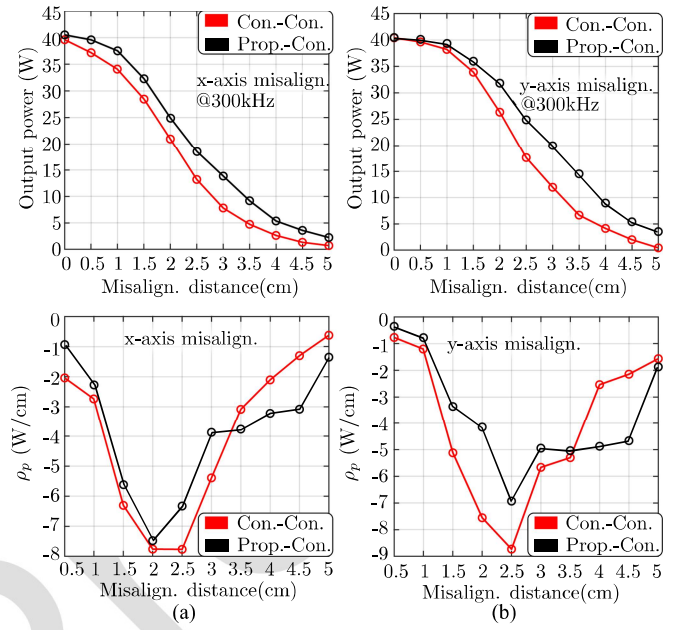 45
40
35
30
25
20
15
10
5
0
Output power (W)
Con.-Con.
Prop.-Con.
x-axis misalign.
@300kHz
0 0.5 1 1.5 2 2.5 3 3.5 4 4.5 5
Misalign. distance(cm)
45
40
35
30
25
20
15
10
5
0
Output power (W)
Con.-Con.
Prop.-Con.
y-axis misalign.
@300kHz
0 0.5 1 1.5 2 2.5 3 3.5 4 4.5 5
Misalign. distance(cm)
0
-1
-2
-3
-4
-5
-6
-7
-8
ρp (W/cm)
x-axis misalign.
Con.-Con.
Prop.-Con.
0.5 1 1.5 2 2.5 3 3.5 4 4.5 5
Misalign. distance(cm)
(a)
0
-1
-2
-3
-4
-5
-6
-7
-8
-9
ρp (W/cm)
y-axis misalign.
Con.-Con.
Prop.-Con.
0.5 1 1.5 2 2.5 3 3.5 4 4.5 5
Misalign. distance(cm)
(b)